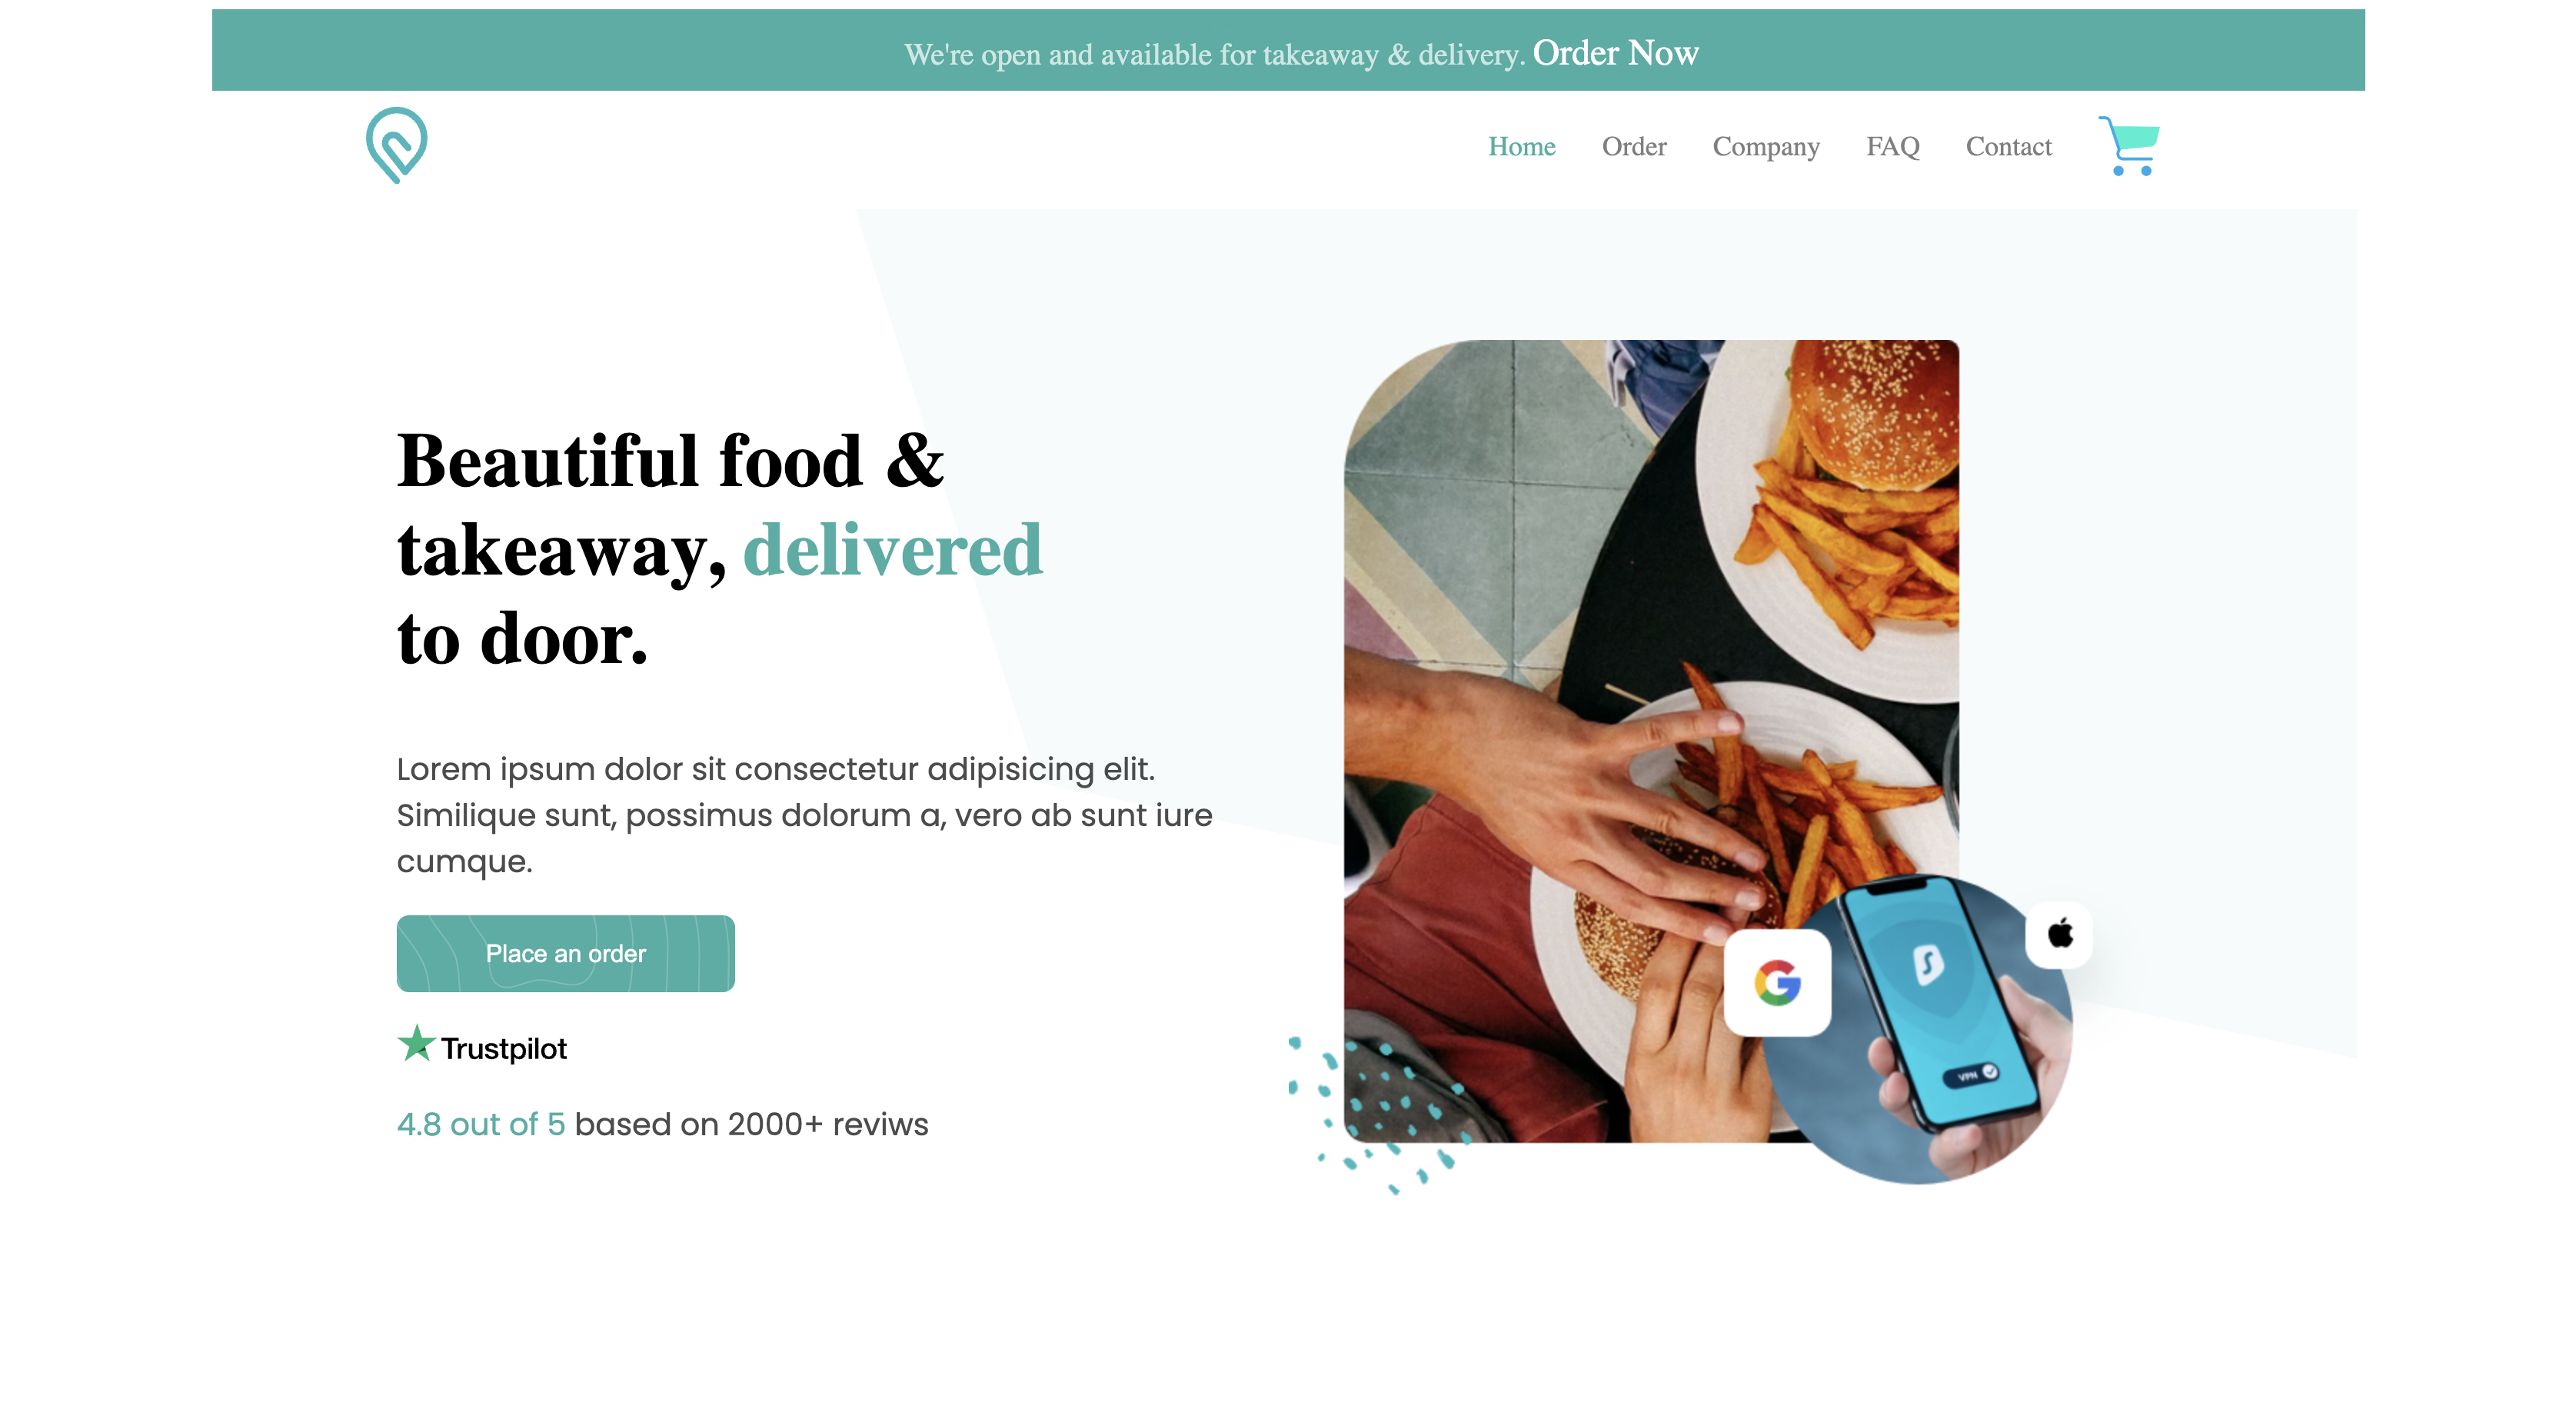 We're open and available for takeaway & delivery. Order Now
Home Order Company FAQ Contact
Beautiful food &
takeaway, delivered
to door.
Lorem ipsum dolor sit consectetur adipisicing elit.
Similique sunt, possimus dolorum a, vero ab sunt iure
cumque.
Place an order
Trustpilot
4.8 out of 5 based on 2000+ reviws
G
S
VPN